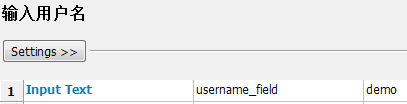 输入用户名
Settings >>
1 Input Text username_field demo